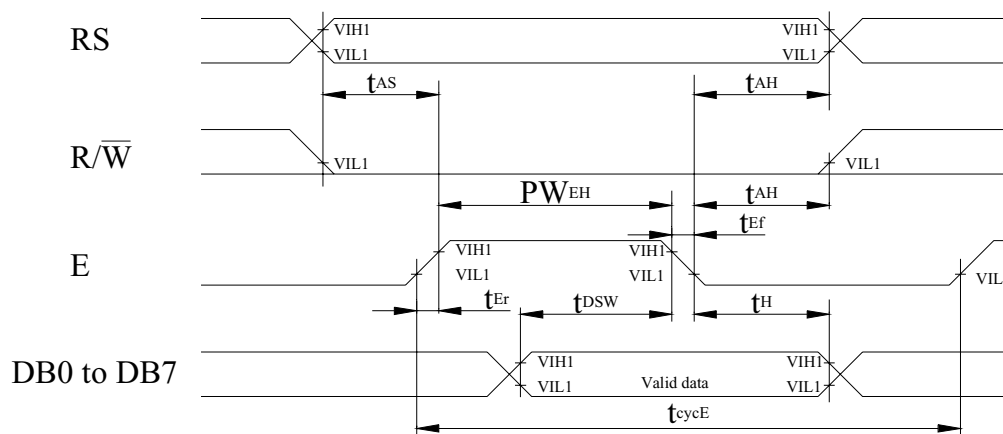 RS
VIH1
VIL1
VIH1
VIL1
tAS
tAH
R/W̅
VIL1
VIL1
PWEH
tAH
tEf
E
VIH1
VIL1
VIH1
VIL1
VIL
tEr
tDSW
tH
DB0 to DB7
VIH1
VIL1
Valid data
VIH1
VIL1
tcycE